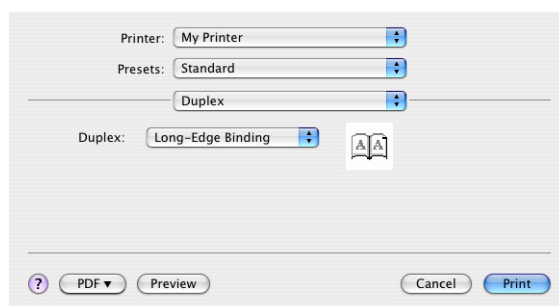 Printer: My Printer
Presets: Standard
Duplex
Duplex: Long-Edge Binding
A A
? PDF▼ Preview Cancel Print